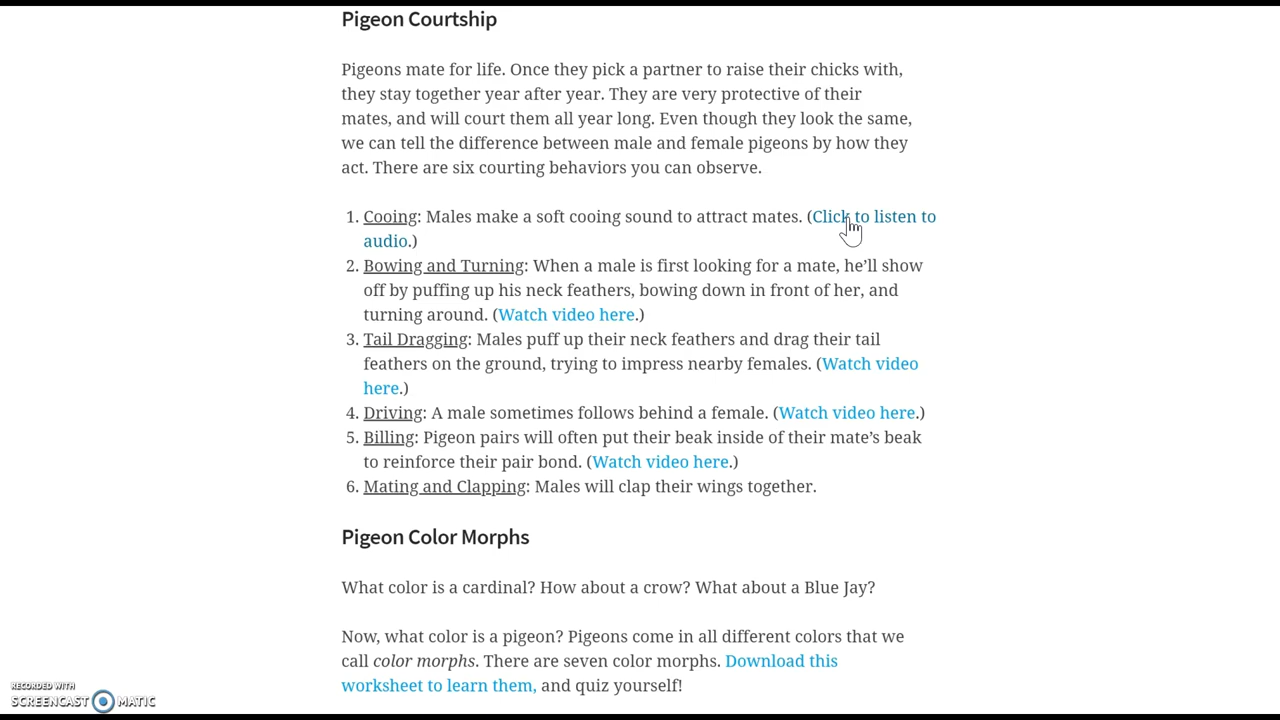 Pigeon Courtship
Pigeons mate for life. Once they pick a partner to raise their chicks with,
they stay together year after year. They are very protective of their
mates, and will court them all year long. Even though they look the same,
we can tell the difference between male and female pigeons by how they
act. There are six courting behaviors you can observe.
1. Cooing: Males make a soft cooing sound to attract mates. (Click to listen to
audio.)
2. Bowing and Turning: When a male is first looking for a mate, he’ll show
off by puffing up his neck feathers, bowing down in front of her, and
turning around. (Watch video here.)
3. Tail Dragging: Males puff up their neck feathers and drag their tail
feathers on the ground, trying to impress nearby females. (Watch video
here.)
4. Driving: A male sometimes follows behind a female. (Watch video here.)
5. Billing: Pigeon pairs will often put their beak inside of their mate’s beak
to reinforce their pair bond. (Watch video here.)
6. Mating and Clapping: Males will clap their wings together.
Pigeon Color Morphs
What color is a cardinal? How about a crow? What about a Blue Jay?
Now, what color is a pigeon? Pigeons come in all different colors that we
call color morphs. There are seven color morphs. Download this
worksheet to learn them, and quiz yourself!
RECORDED WITH
SCREENCAST MATIC